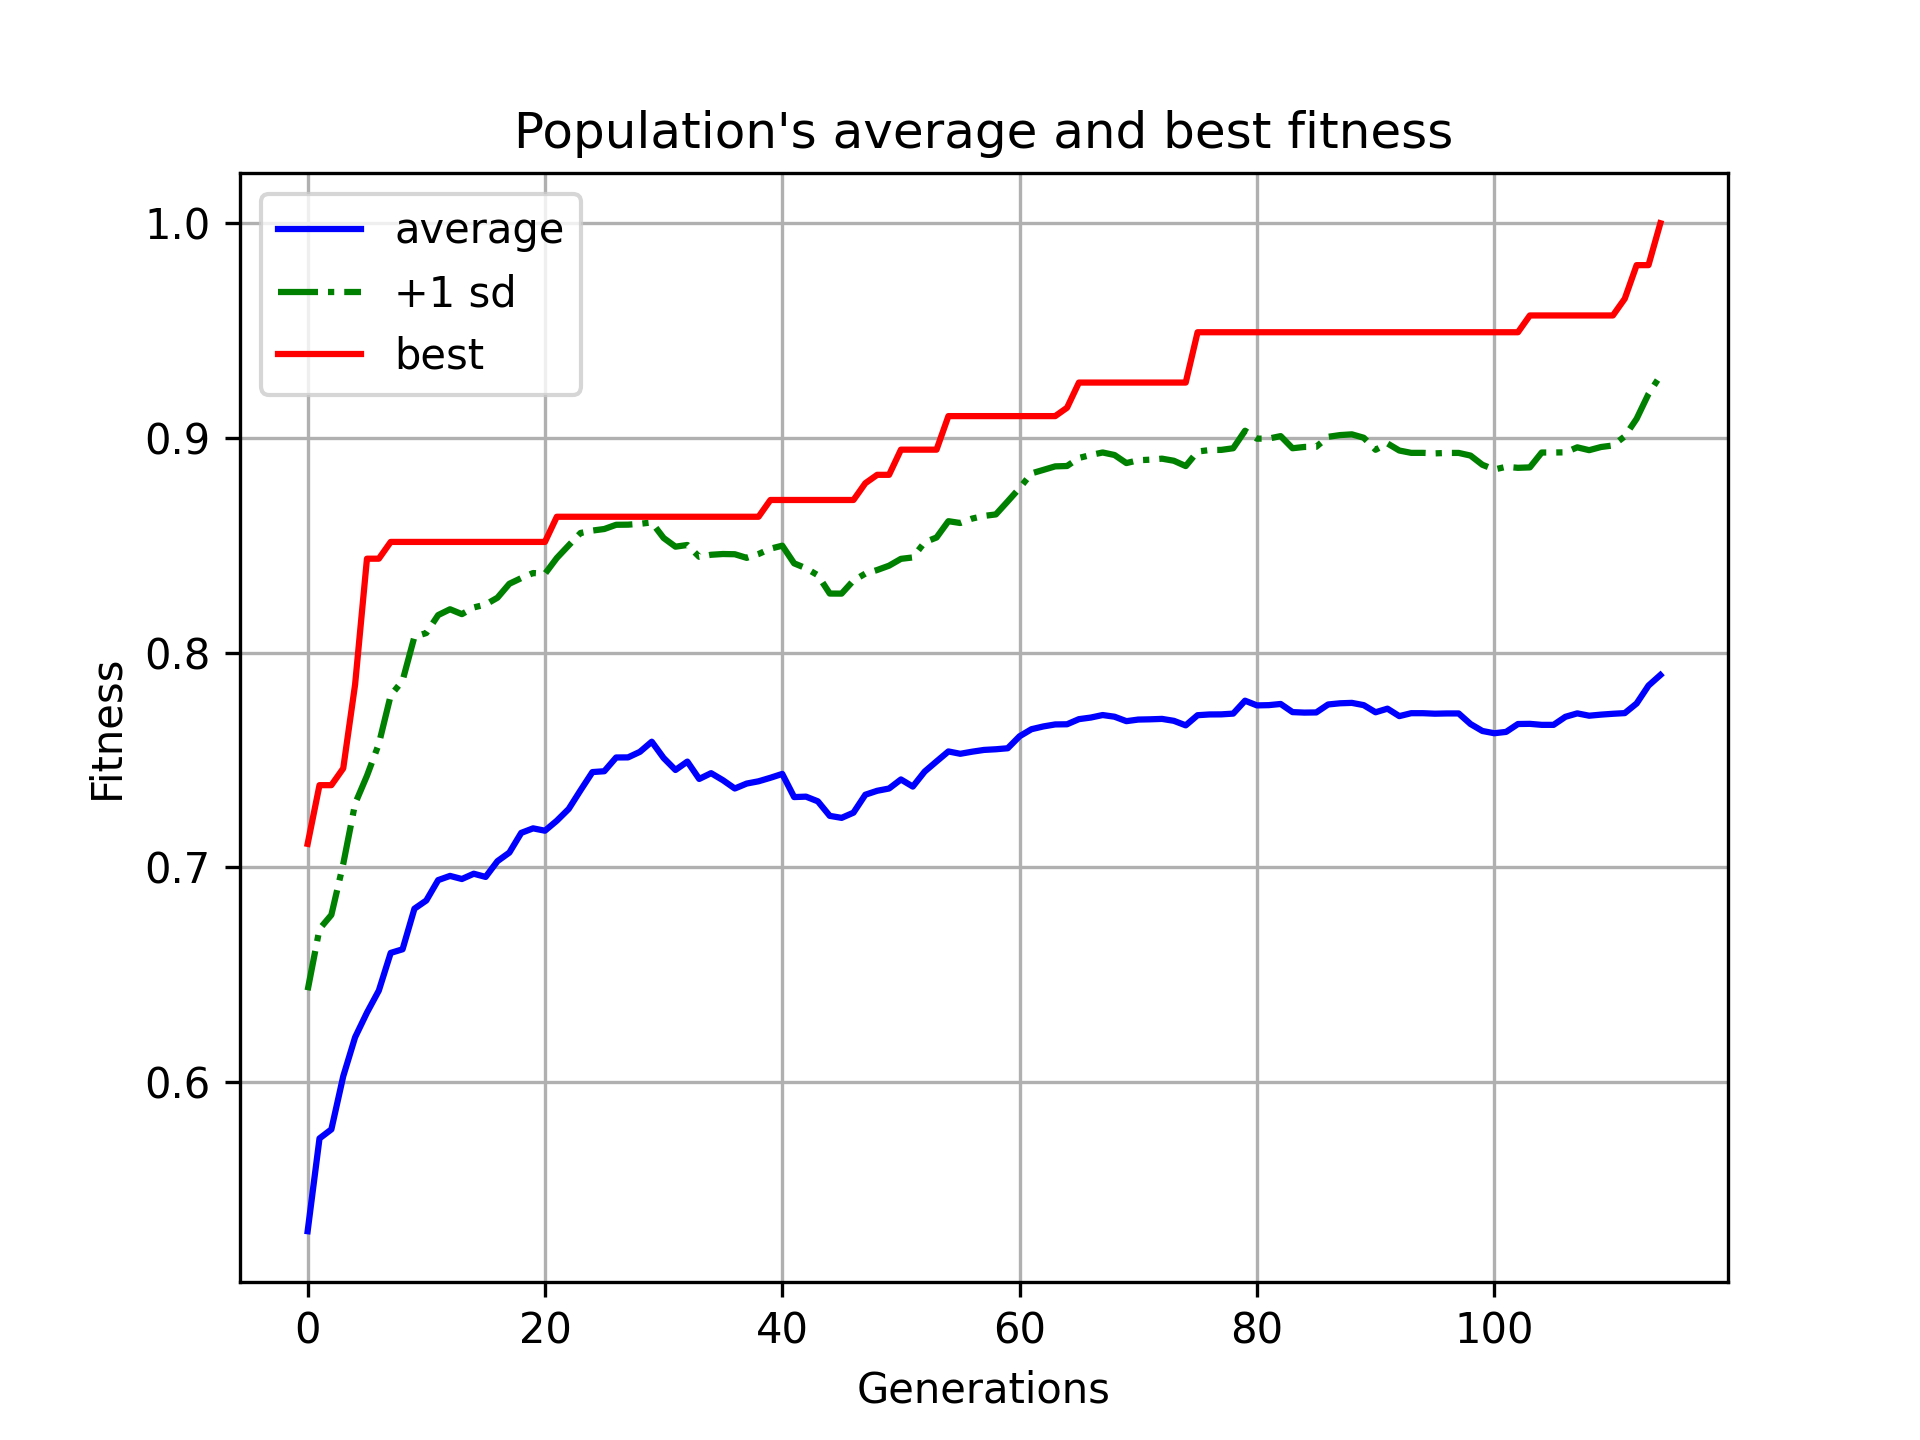 Population's average and best fitness
average
+1 sd
best
1.0
0.9
0.8
0.7
0.6
Fitness
0 20 40 60 80 100
Generations